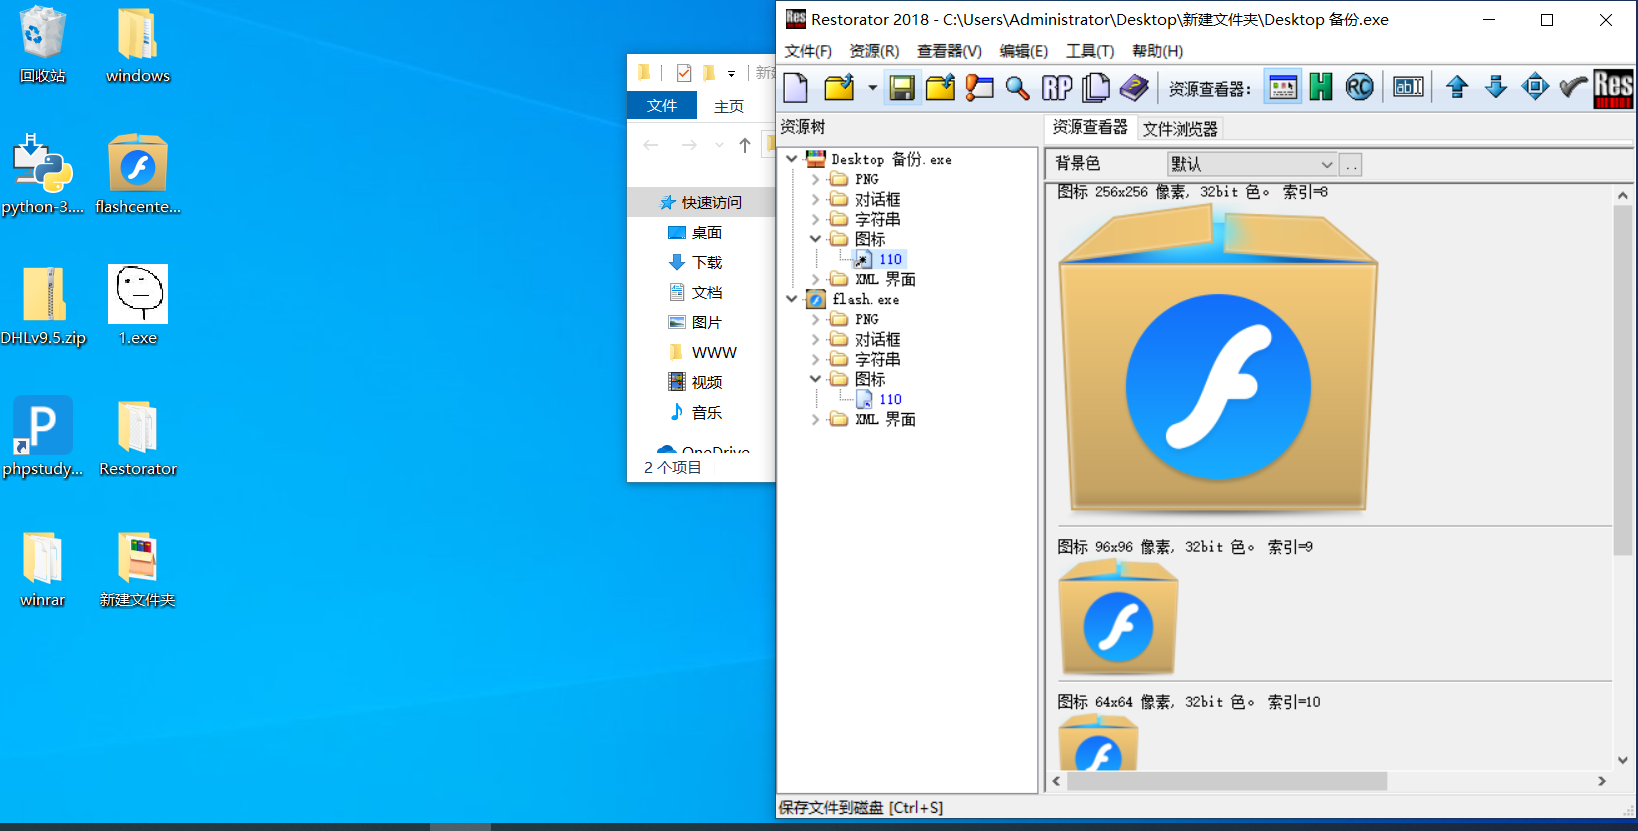 回收站
windows
python-3....
flashcente...
DHLv9.5.zip
1.exe
phpstudy...
Restorator
winrar
新建文件夹
新建
文件
主页
快速访问
桌面
下载
文档
图片
WWW
视频
音乐
OneDrive
2 个项目
Restorator 2018 - C:\Users\Administrator\Desktop\新建文件夹\Desktop 备份.exe
文件(F) 资源(R) 查看器(V) 编辑(E) 工具(T) 帮助(H)
RP 资源查看器： H RC ab Res
资源树
Desktop 备份.exe
PNG
对话框
字符串
图标
110
XML 界面
flash.exe
PNG
对话框
字符串
图标
110
XML 界面
资源查看器 文件浏览器
背景色 默认 ..
图标 256x256 像素, 32bit 色。 索引=8
图标 96x96 像素, 32bit 色。 索引=9
图标 64x64 像素, 32bit 色。 索引=10
保存文件到磁盘 [Ctrl+S]